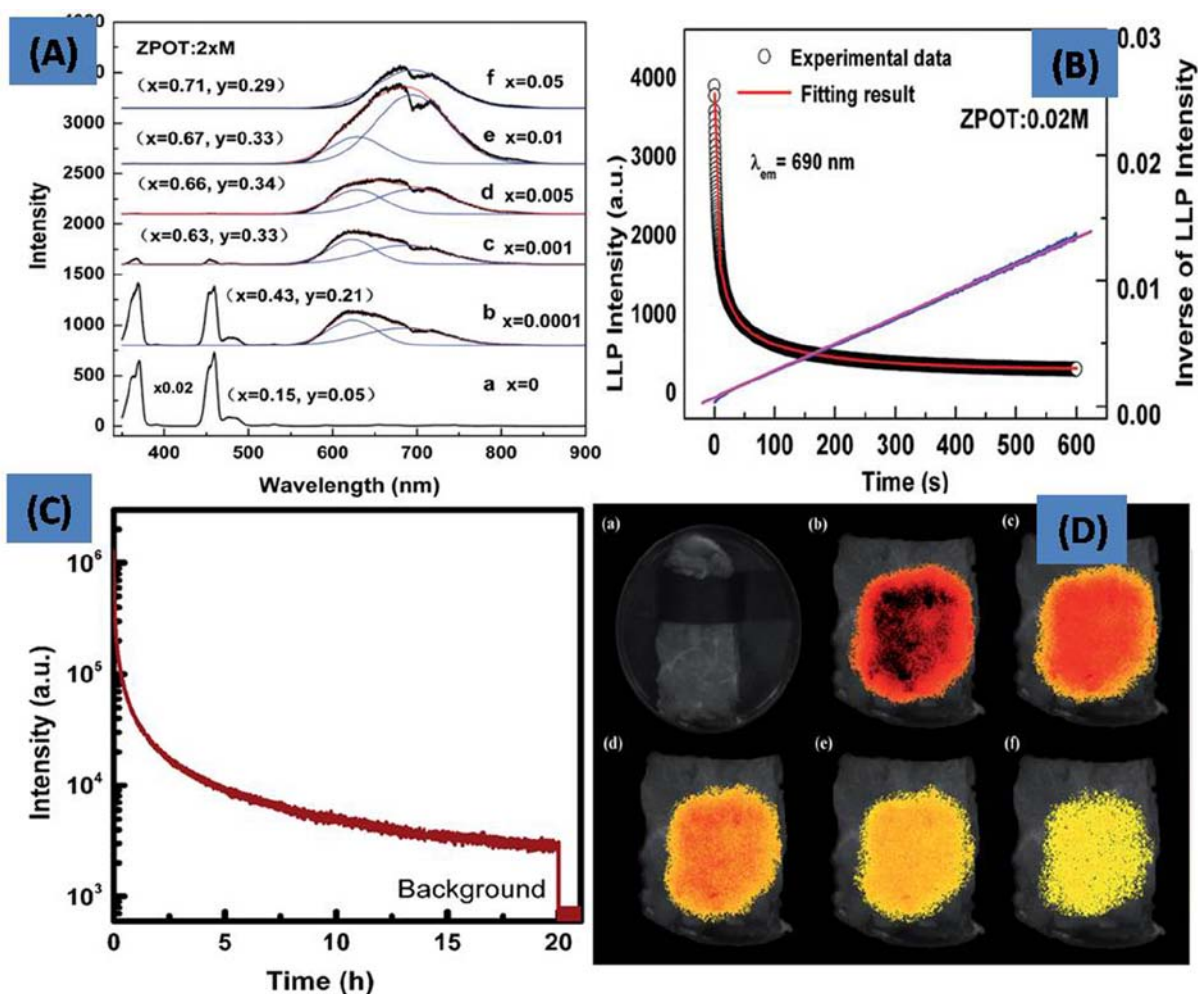 (A)
ZPOT:2xM
(x=0.71, y=0.29)
f x=0.05
(x=0.67, y=0.33)
e x=0.01
(x=0.66, y=0.34)
d x=0.005
(x=0.63, y=0.33)
c x=0.001
(x=0.43, y=0.21)
b x=0.0001
x0.02
(x=0.15, y=0.05)
a x=0
4000
3000
2500
2000
1500
1000
500
0
Intensity
400 500 600 700 800 900
Wavelength (nm)
(B)
Experimental data
Fitting result
ZPOT:0.02M
λem= 690 nm
4000
3000
2000
1000
0
LLP Intensity (a.u.)
0.03
0.02
0.01
0.00
Inverse of LLP Intensity
0 100 200 300 400 500 600
Time (s)
(C)
10⁶
10⁵
10⁴
10³
Intensity (a.u.)
Background
0 5 10 15 20
Time (h)
(D)
(a) (b) (c)
(d) (e) (f)